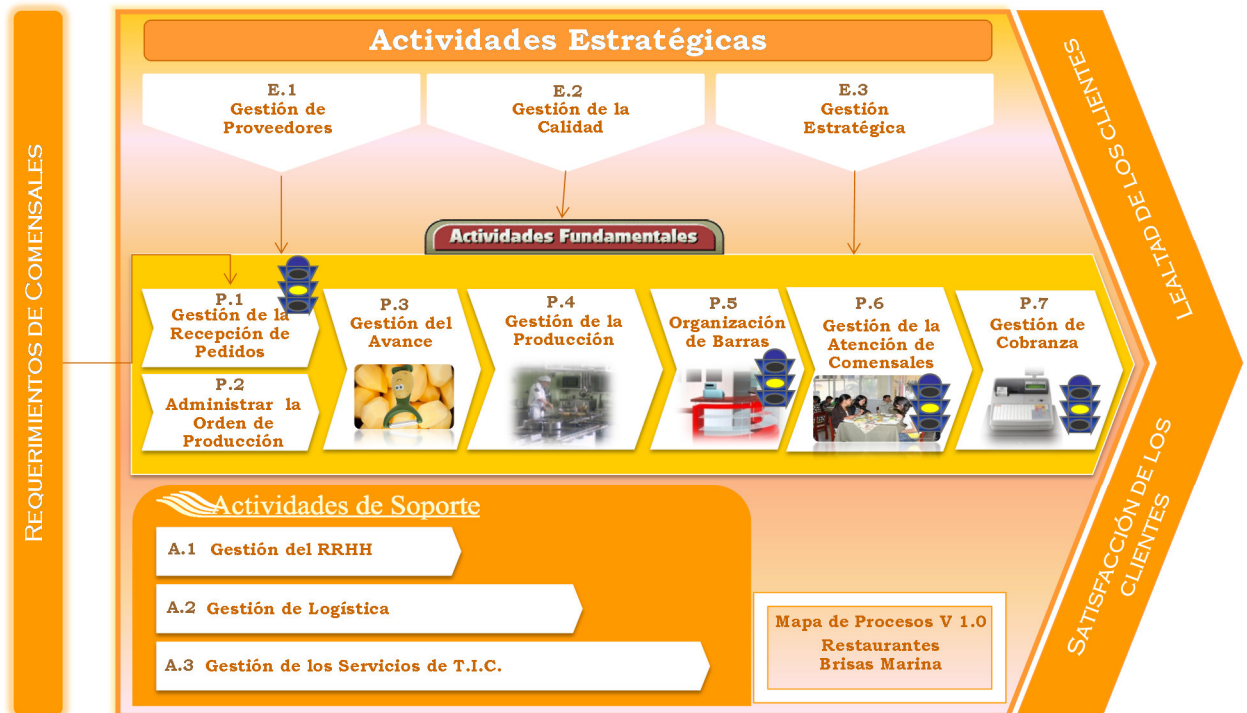 REQUERIMIENTOS DE COMENSALES
Actividades Estratégicas
E.1
Gestión de
Proveedores
E.2
Gestión de la
Calidad
E.3
Gestión
Estratégica
Actividades Fundamentales
P.1
Gestión de la
Recepción de
Pedidos
P.2
Administrar la
Orden de
Producción
P.3
Gestión del
Avance
P.4
Gestión de la
Producción
P.5
Organización
de Barras
P.6
Gestión de la
Atención de
Comensales
P.7
Gestión de
Cobranza
Actividades de Soporte
A.1 Gestión del RRHH
A.2 Gestión de Logística
A.3 Gestión de los Servicios de T.I.C.
Mapa de Procesos V 1.0
Restaurantes
Brisas Marina
LEALTAD DE LOS CLIENTES
SATISFACCIÓN DE LOS
CLIENTES